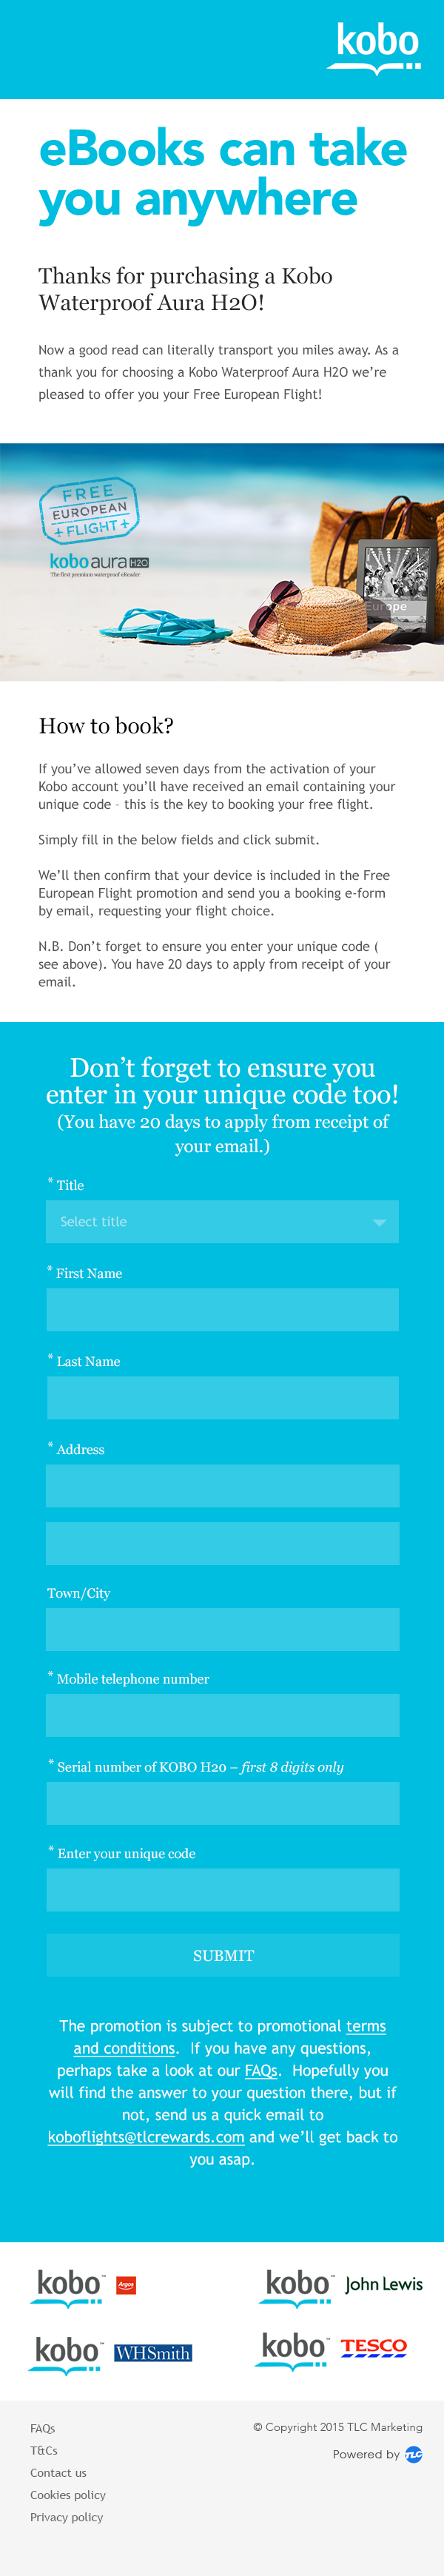 kobo
eBooks can take
you anywhere
Thanks for purchasing a Kobo
Waterproof Aura H2O!
Now a good read can literally transport you miles away. As a
thank you for choosing a Kobo Waterproof Aura H2O we’re
pleased to offer you your Free European Flight!
FREE
EUROPEAN
+FLIGHT+
kobo aura H2O
The first premium waterproof eReader
Europe
How to book?
If you’ve allowed seven days from the activation of your
Kobo account you’ll have received an email containing your
unique code - this is the key to booking your free flight.
Simply fill in the below fields and click submit.
We’ll then confirm that your device is included in the Free
European Flight promotion and send you a booking e-form
by email, requesting your flight choice.
N.B. Don’t forget to ensure you enter your unique code (
see above). You have 20 days to apply from receipt of your
email.
Don’t forget to ensure you
enter in your unique code too!
(You have 20 days to apply from receipt of
your email.)
* Title
Select title
* First Name
* Last Name
* Address
Town/City
* Mobile telephone number
* Serial number of KOBO H20 – first 8 digits only
* Enter your unique code
SUBMIT
The promotion is subject to promotional terms
and conditions.  If you have any questions,
perhaps take a look at our FAQs.  Hopefully you
will find the answer to your question there, but if
not, send us a quick email to
koboflights@tlcrewards.com and we’ll get back to
you asap.
kobo™ Argos
kobo™ John Lewis
kobo™ WHSmith
kobo™ TESCO
FAQs
T&Cs
Contact us
Cookies policy
Privacy policy
© Copyright 2015 TLC Marketing
Powered by TLC